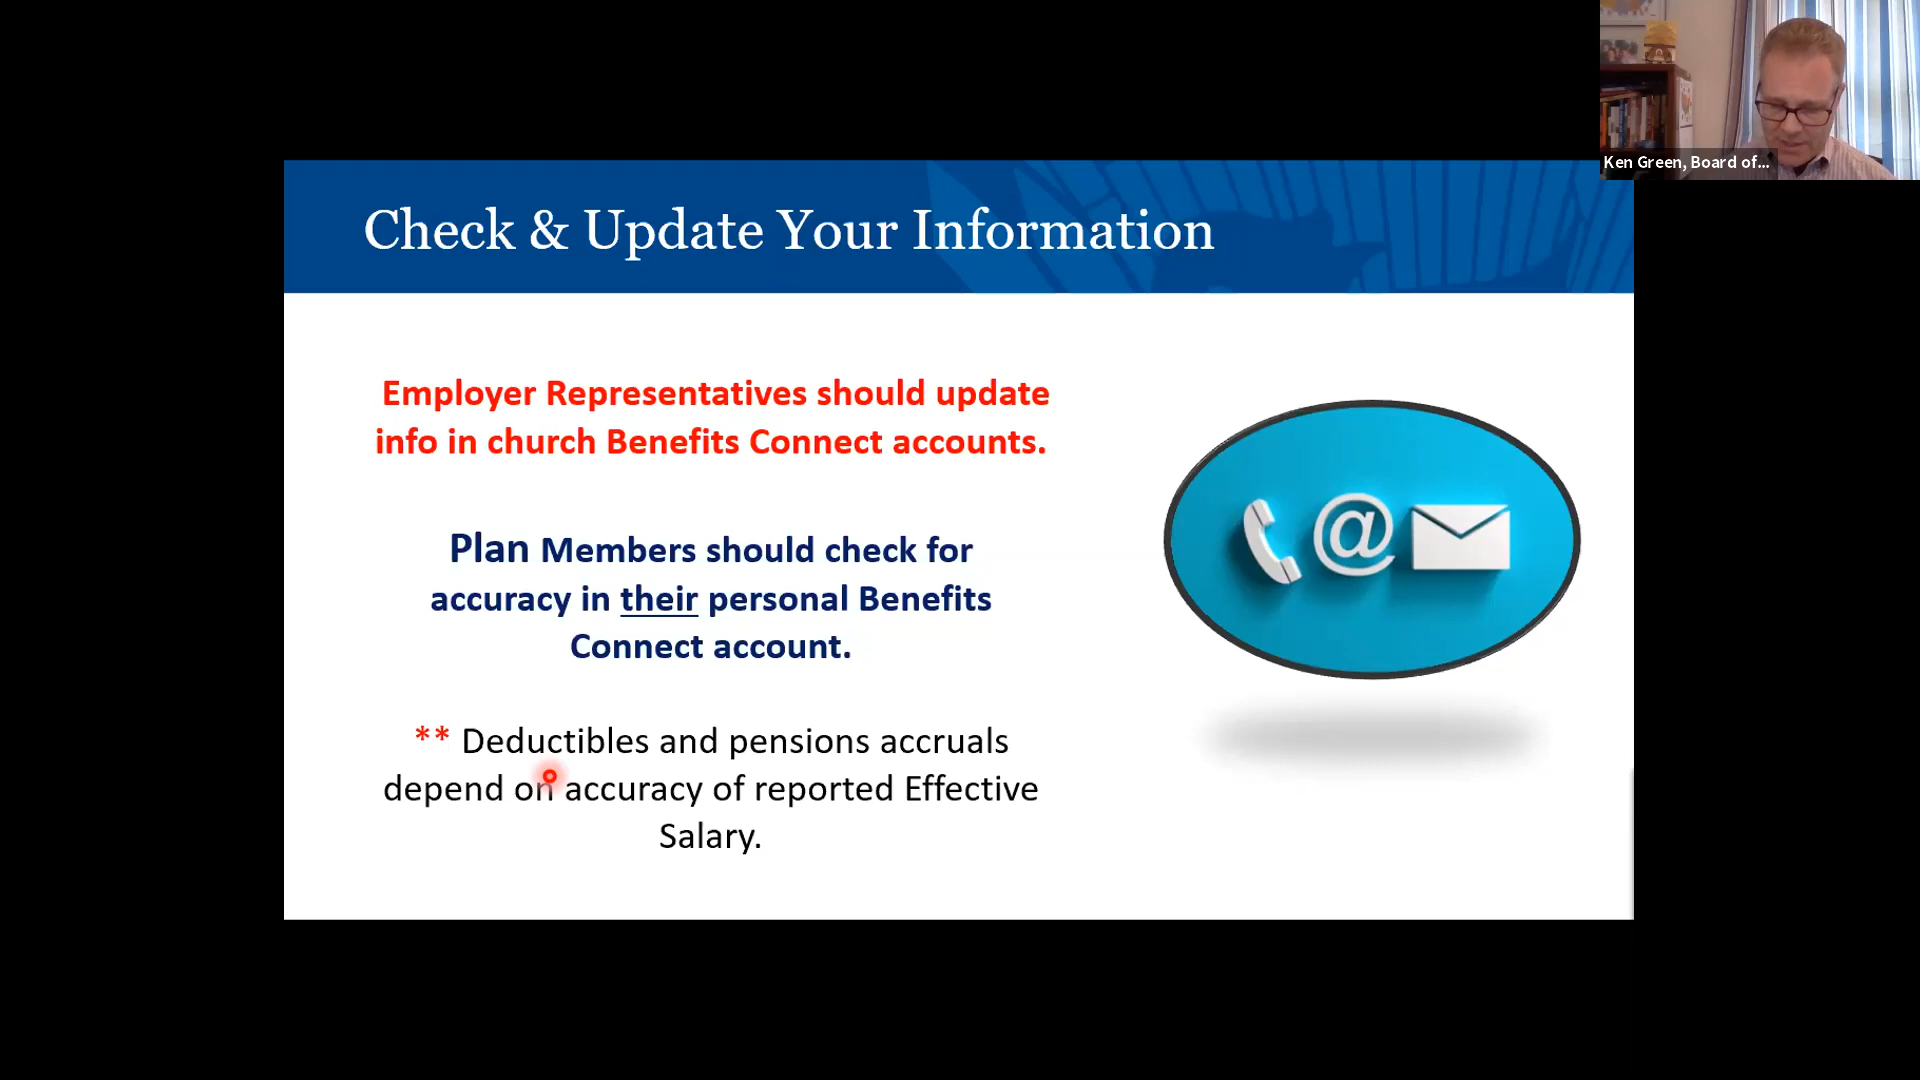 Ken Green, Board of...
Check & Update Your Information
Employer Representatives should update
info in church Benefits Connect accounts.
Plan Members should check for
accuracy in their personal Benefits
Connect account.
** Deductibles and pensions accruals
depend on accuracy of reported Effective
Salary.
@